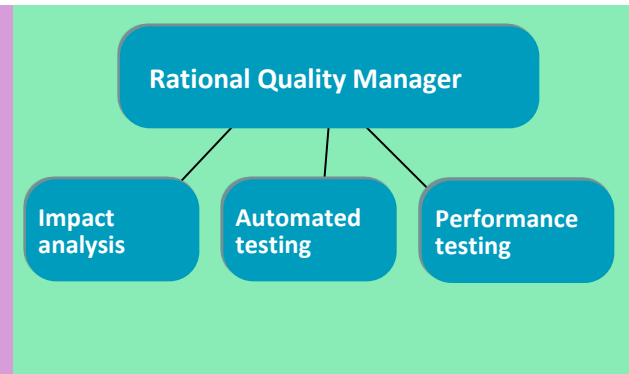 Rational Quality Manager
Impact
analysis
Automated
testing
Performance
testing